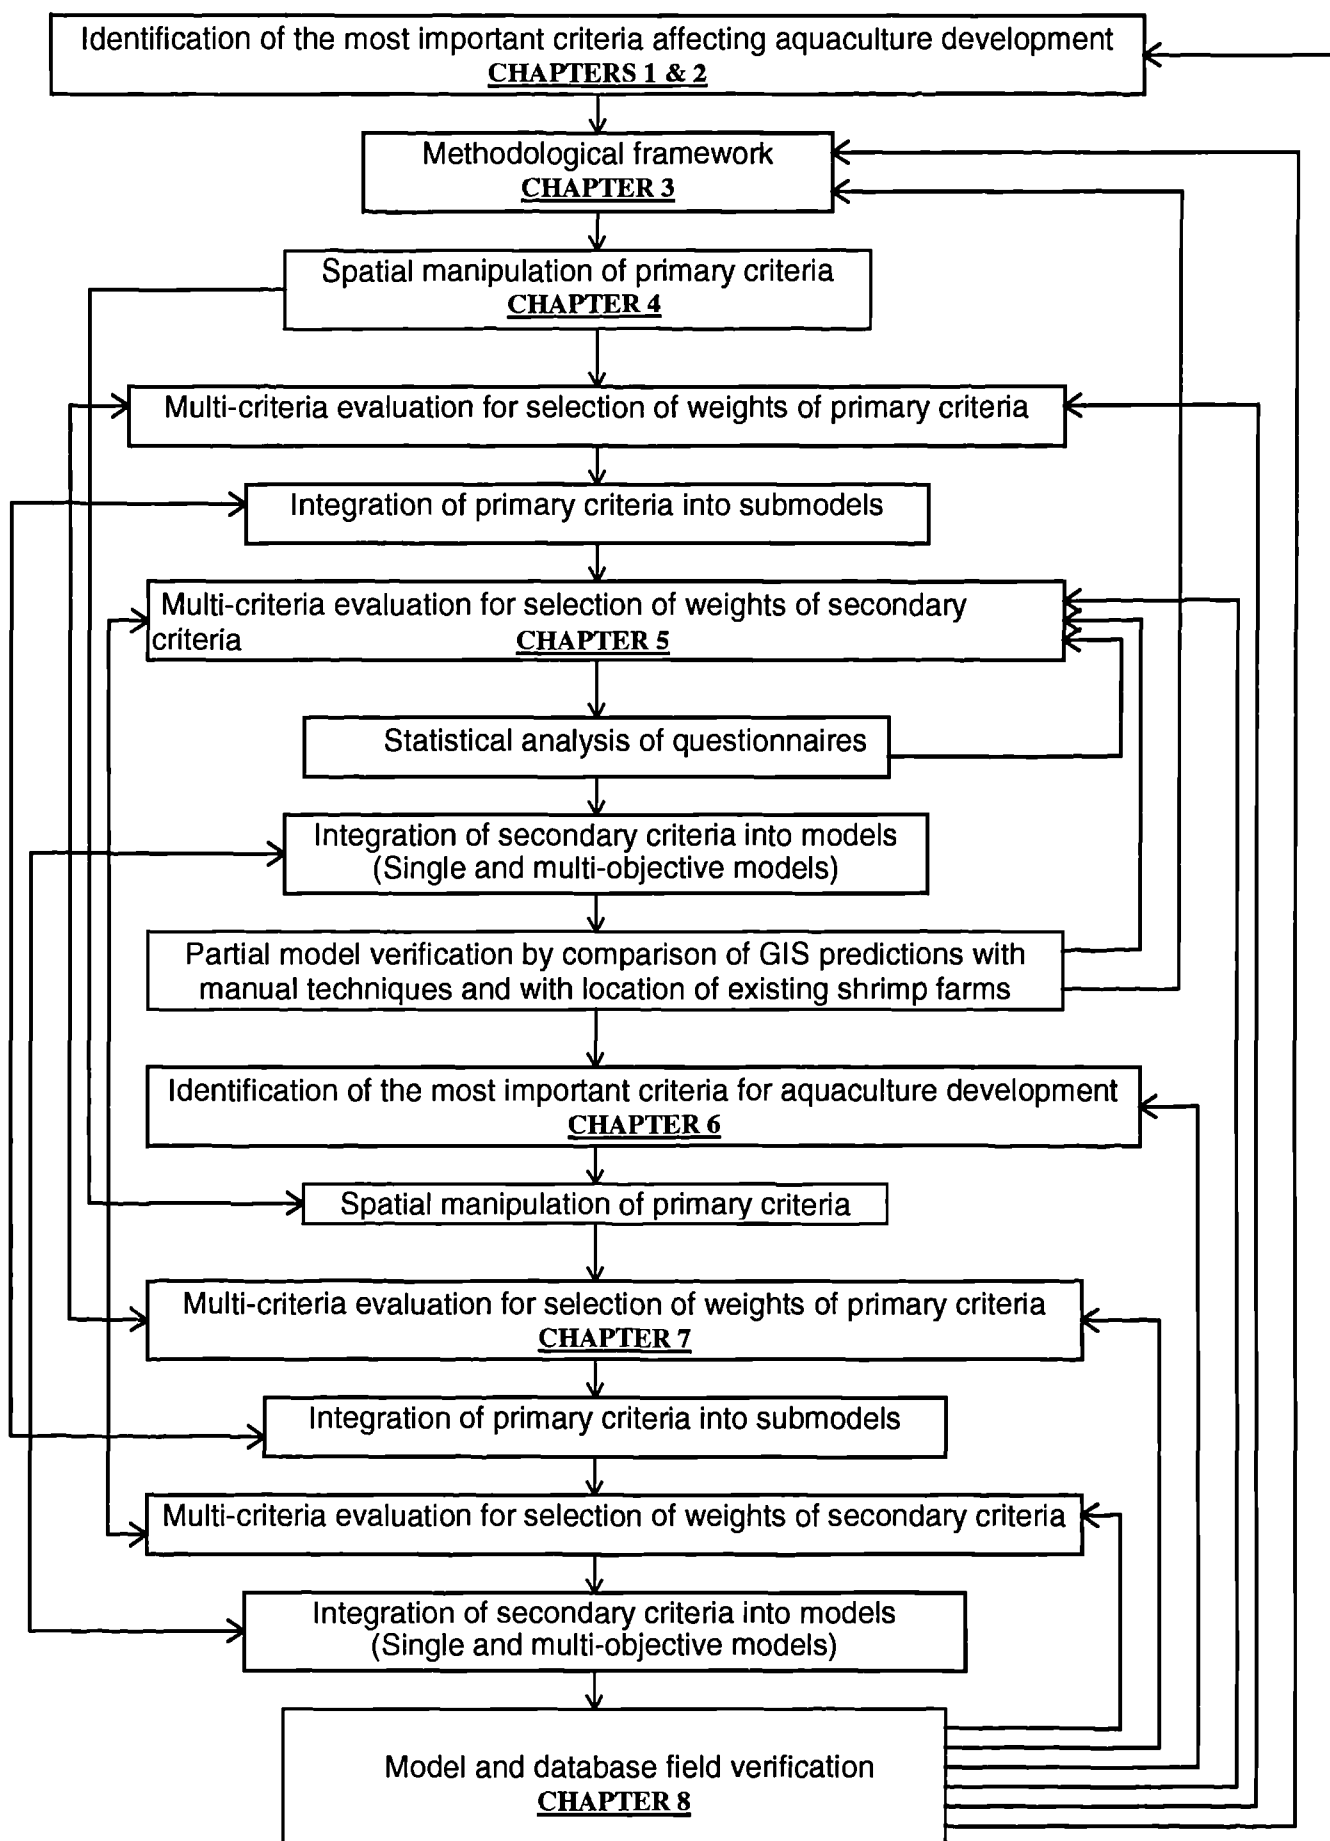 Identification of the most important criteria affecting aquaculture development
CHAPTERS 1 & 2
Methodological framework
CHAPTER 3
Spatial manipulation of primary criteria
CHAPTER 4
Multi-criteria evaluation for selection of weights of primary criteria
Integration of primary criteria into submodels
Multi-criteria evaluation for selection of weights of secondary
criteria CHAPTER 5
Statistical analysis of questionnaires
Integration of secondary criteria into models
(Single and multi-objective models)
Partial model verification by comparison of GIS predictions with
manual techniques and with location of existing shrimp farms
Identification of the most important criteria for aquaculture development
CHAPTER 6
Spatial manipulation of primary criteria
Multi-criteria evaluation for selection of weights of primary criteria
CHAPTER 7
Integration of primary criteria into submodels
Multi-criteria evaluation for selection of weights of secondary criteria
Integration of secondary criteria into models
(Single and multi-objective models)
Model and database field verification
CHAPTER 8